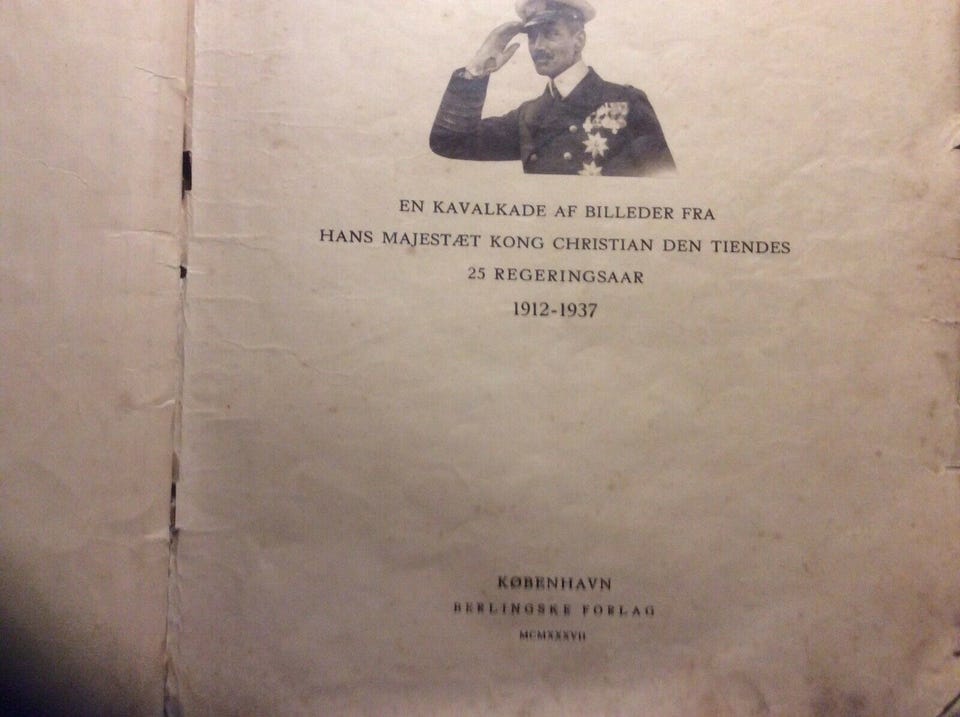 EN KAVALKADE AF BILLEDER FRA
HANS MAJESTÆT KONG CHRISTIAN DEN TIENDES
25 REGERINGSAAR
1912-1937
KØBENHAVN
BERLINGSKE FORLAG
MCMXXXVII